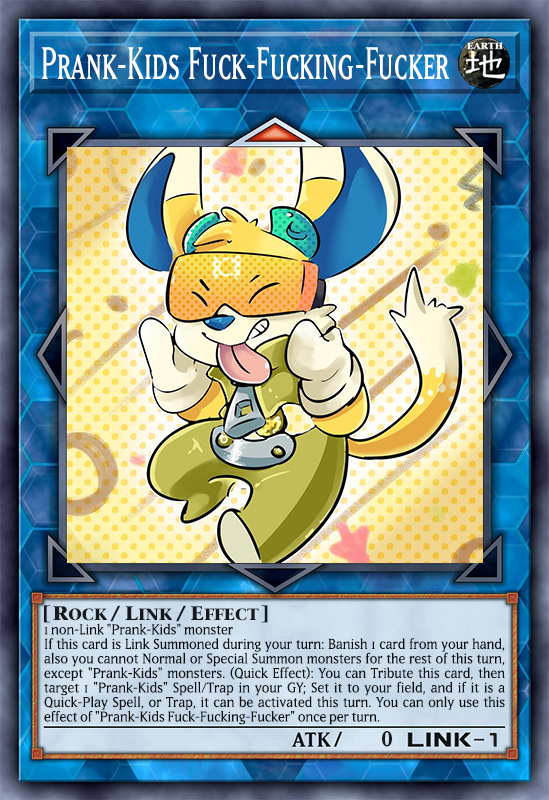 Prank-Kids Fuck-Fucking-Fucker
EARTH
地
[ Rock / Link / Effect ]
1 non-Link "Prank-Kids" monster
If this card is Link Summoned during your turn: Banish 1 card from your hand,
also you cannot Normal or Special Summon monsters for the rest of this turn,
except "Prank-Kids" monsters. (Quick Effect): You can Tribute this card, then
target 1 "Prank-Kids" Spell/Trap in your GY; Set it to your field, and if it is a
Quick-Play Spell, or Trap, it can be activated this turn. You can only use this
effect of "Prank-Kids Fuck-Fucking-Fucker" once per turn.
ATK/ 0 LINK-1